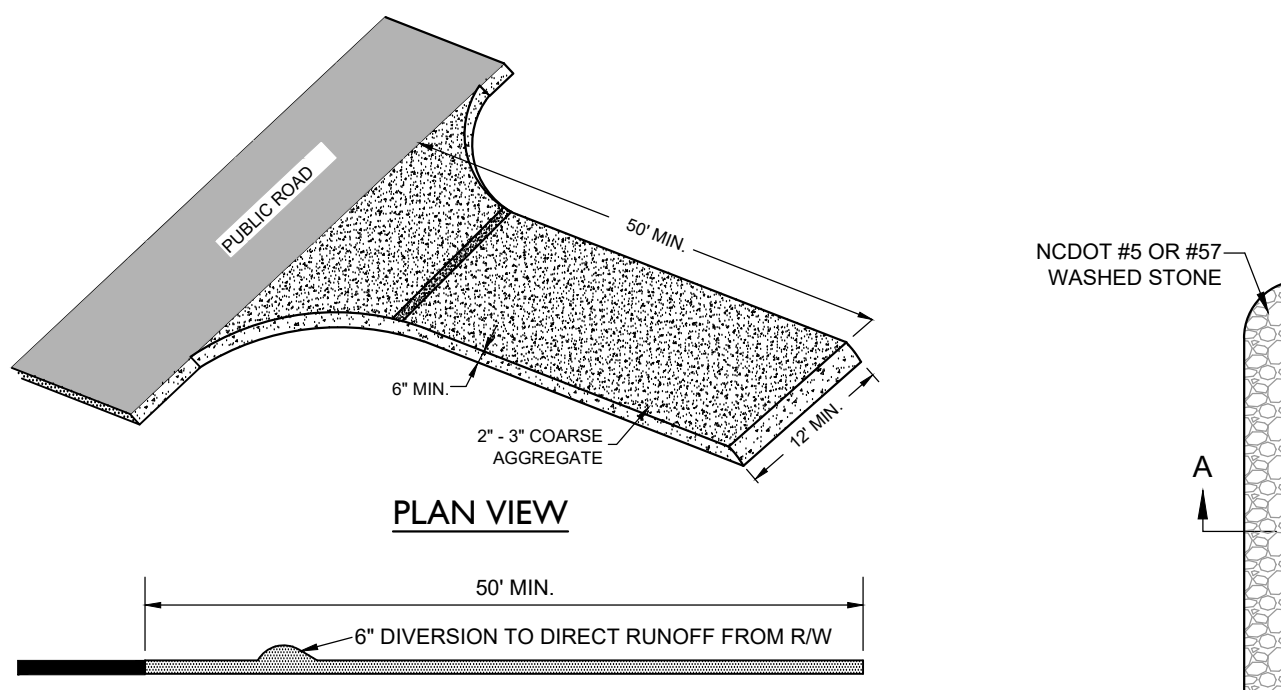 PUBLIC ROAD
50' MIN.
6" MIN.
2" - 3" COARSE
AGGREGATE
12' MIN.
PLAN VIEW
50' MIN.
6" DIVERSION TO DIRECT RUNOFF FROM R/W
NCDOT #5 OR #57
WASHED STONE
A